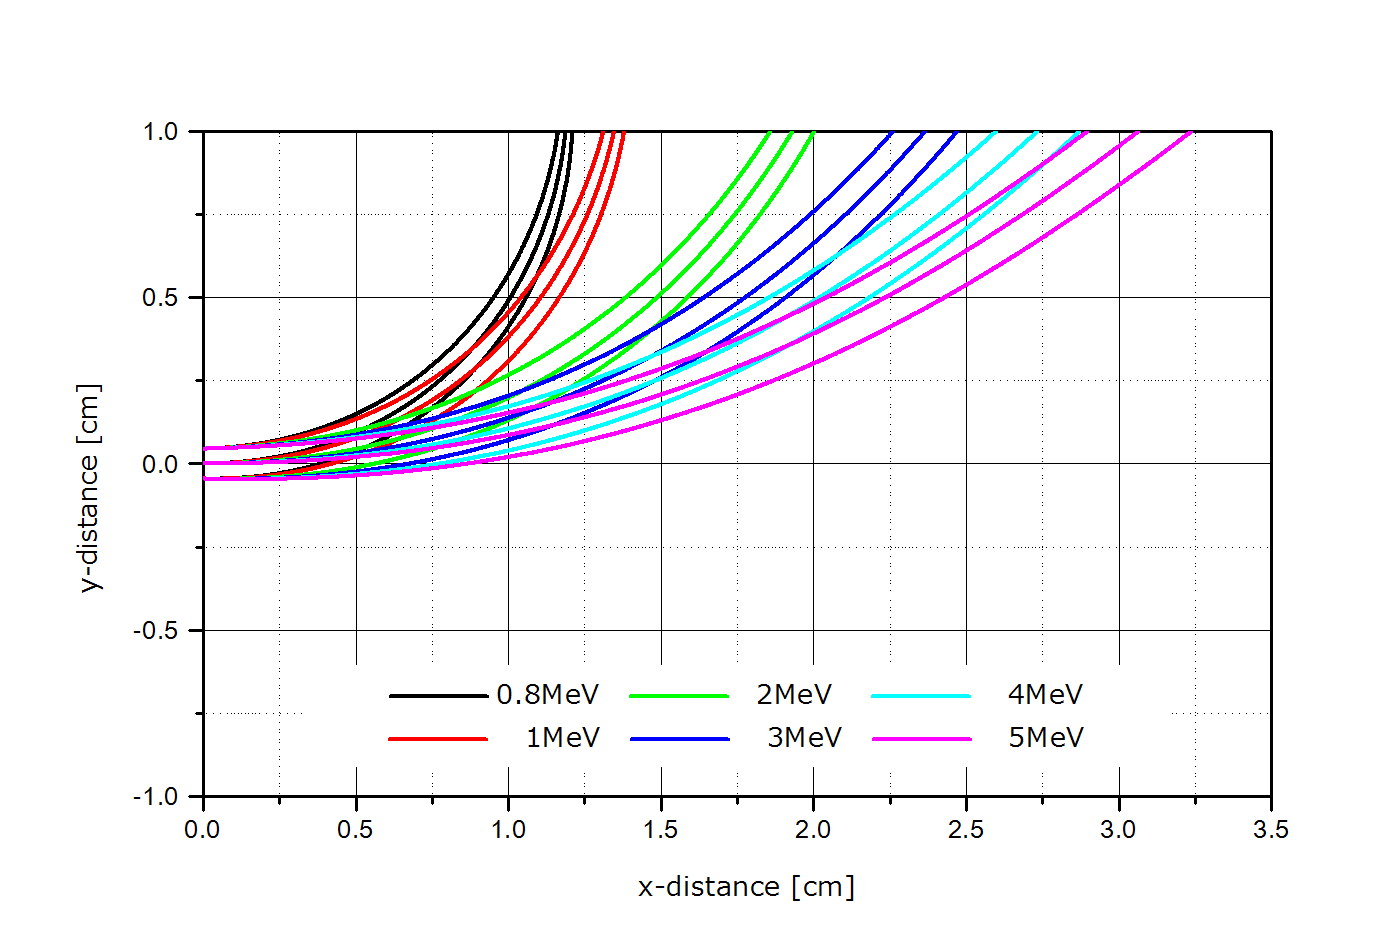 1.0
0.5
0.0
-0.5
-1.0
y-distance [cm]
0.8MeV 2MeV 4MeV
1MeV 3MeV 5MeV
0.0 0.5 1.0 1.5 2.0 2.5 3.0 3.5
x-distance [cm]